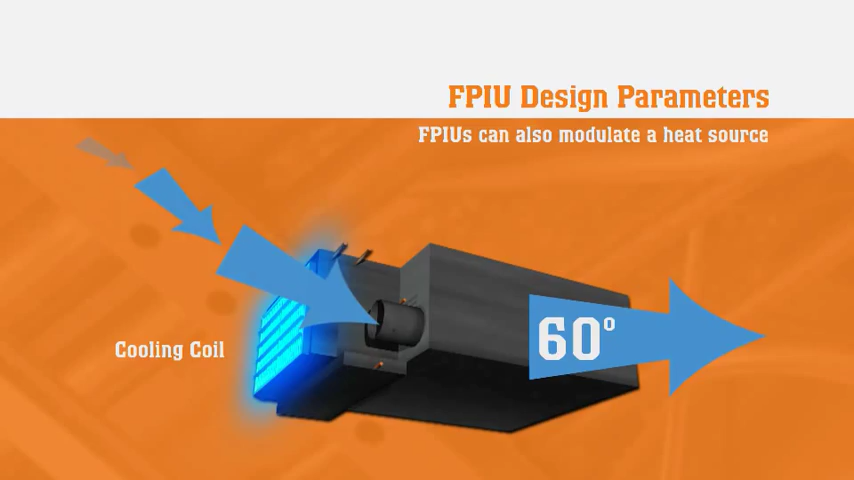 FPIU Design Parameters
FPIUs can also modulate a heat source
60°
Cooling Coil